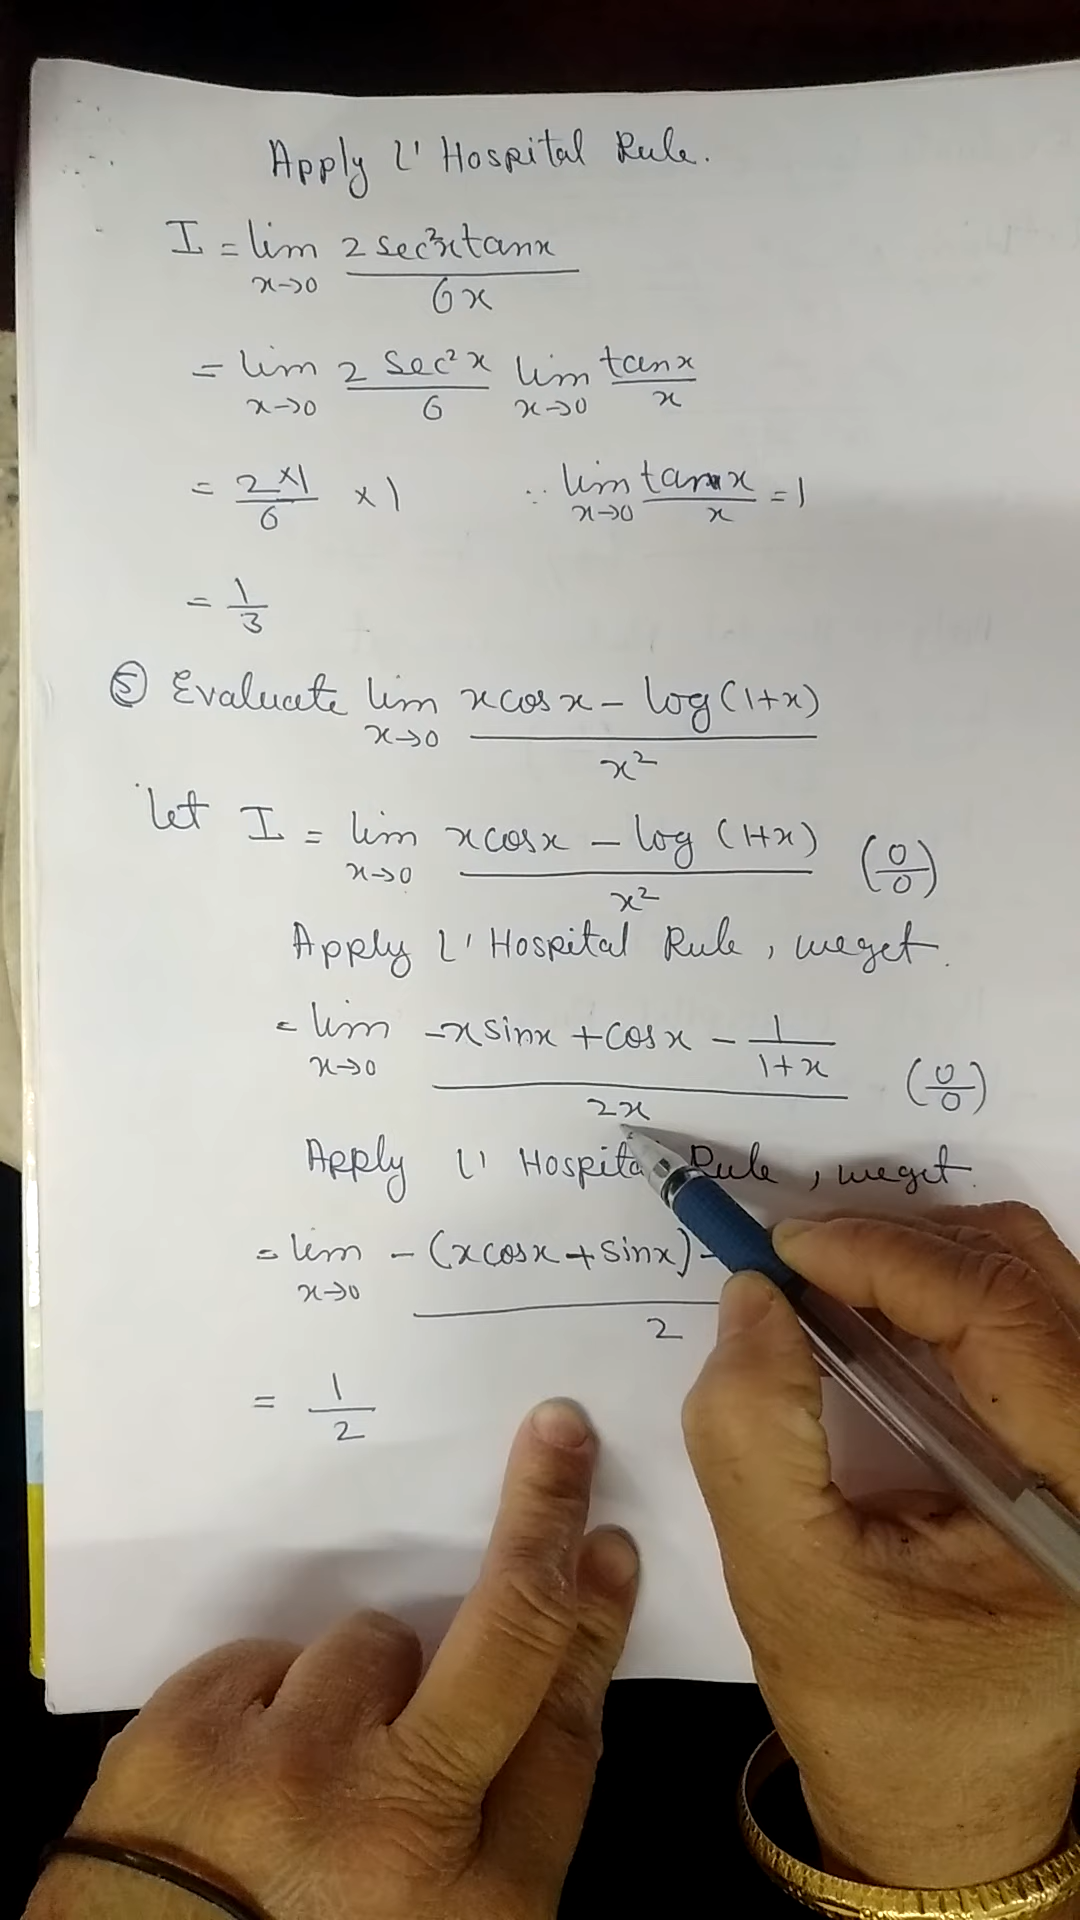 Apply L' Hospital Rule.
I = lim x→0 2 sec²x tanx / 6x
= lim x→0 2 Sec²x / 6 lim x→0 tanx / x
= 2×1 / 6 ×1 ∵ lim x→0 tan x / x = 1
= 1/3
⑤ Evaluate lim x→0 xcosx - log(1+x) / x²
Let I = lim x→0 xcosx - log (1+x) / x² (0/0)
Apply L' Hospital Rule, we get.
= lim x→0 -x sinx + cosx - 1/1+x / 2x (0/0)
Apply L' Hospital Rule, we get.
= lim x→0 - (xcosx + sinx) - / 2
= 1/2